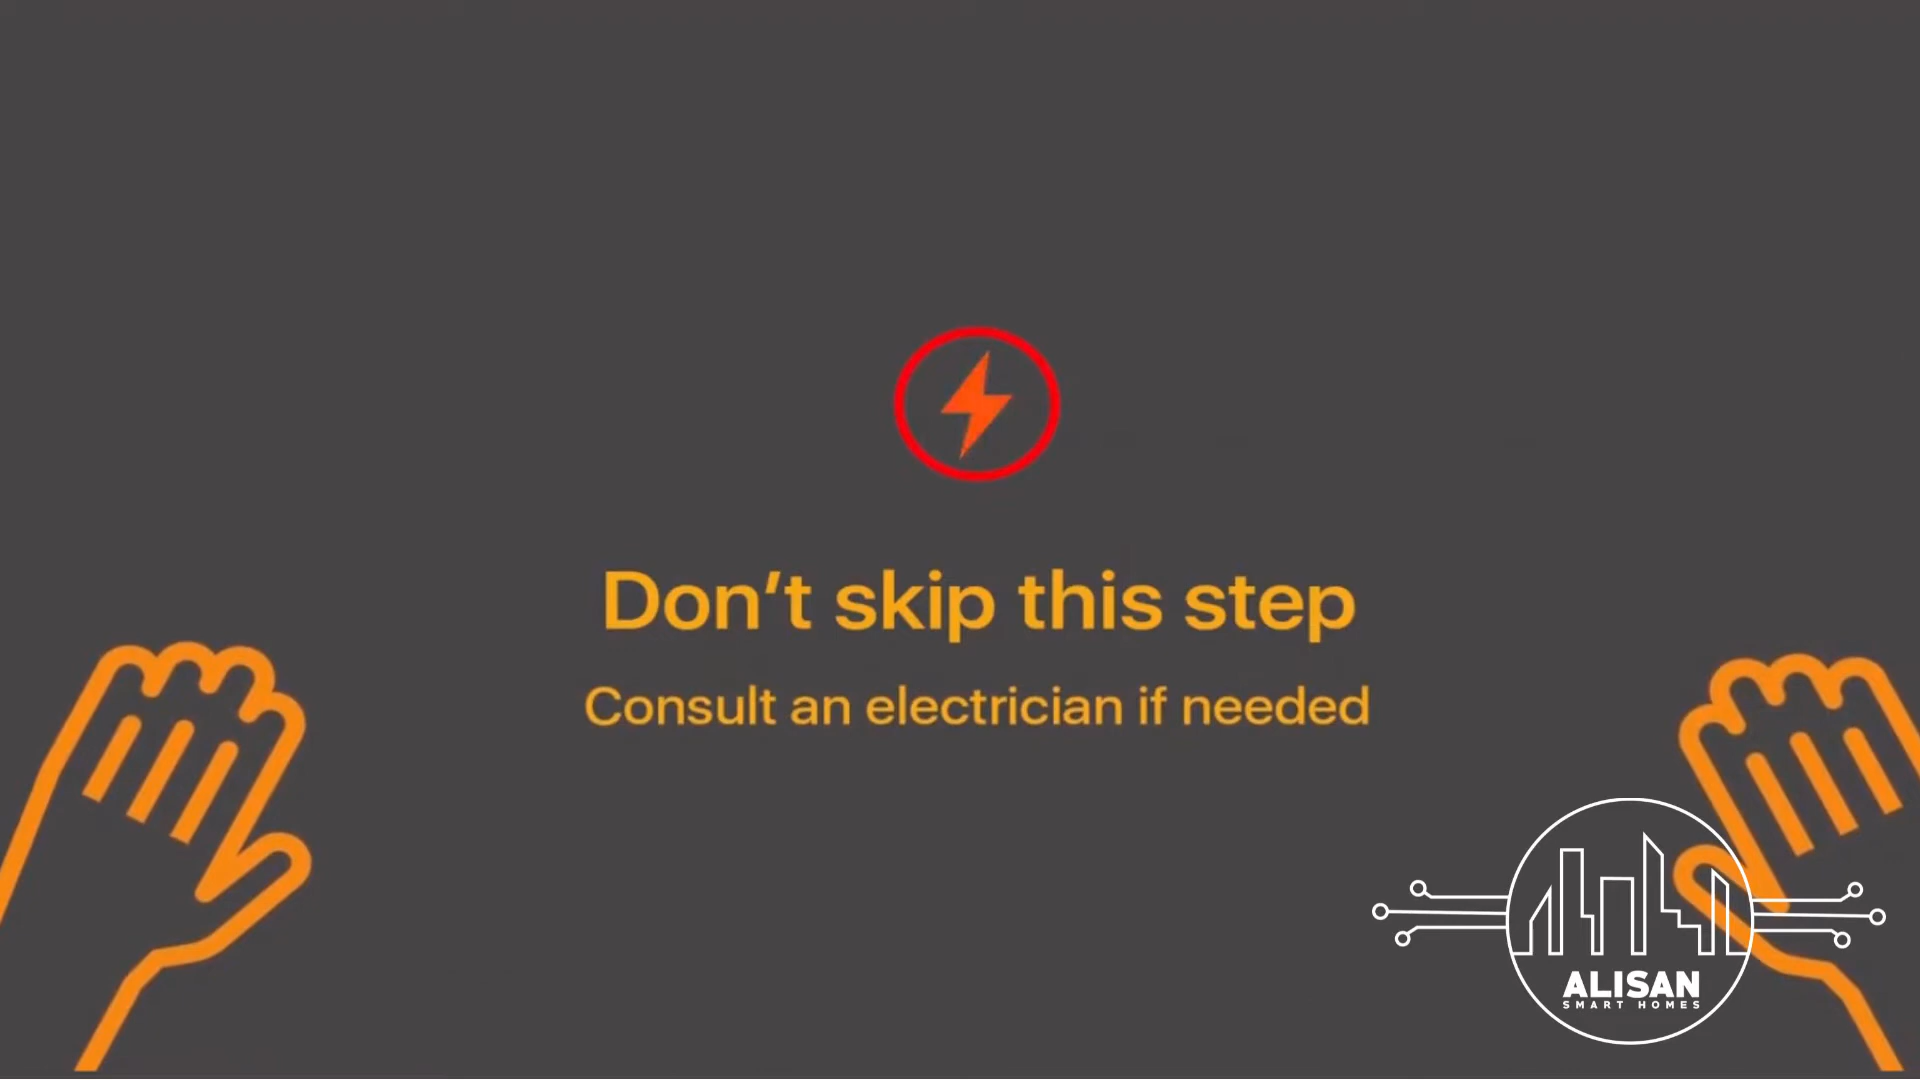 Don't skip this step
Consult an electrician if needed
ALISAN
SMART HOMES